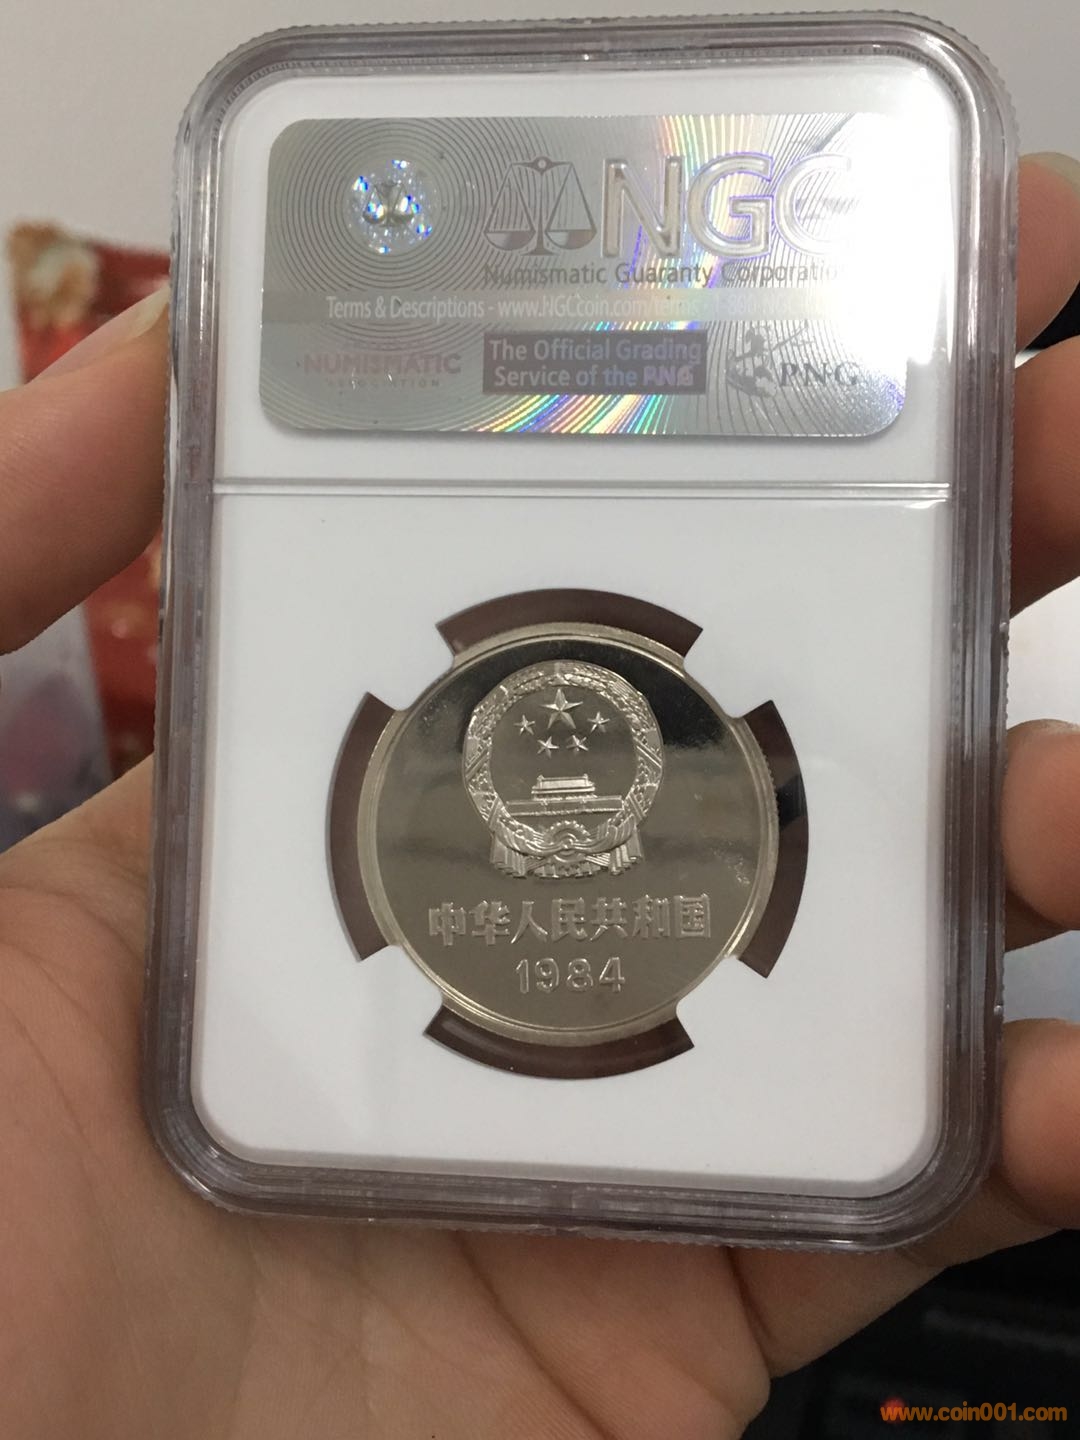 NGC
Numismatic Guaranty Corporation
Terms & Descriptions - www.NGCcoin.com/terms
NUMISMATIC
ASSOCIATION
The Official Grading
Service of the PNG
PNG
中华人民共和国
1984
www.coin001.com